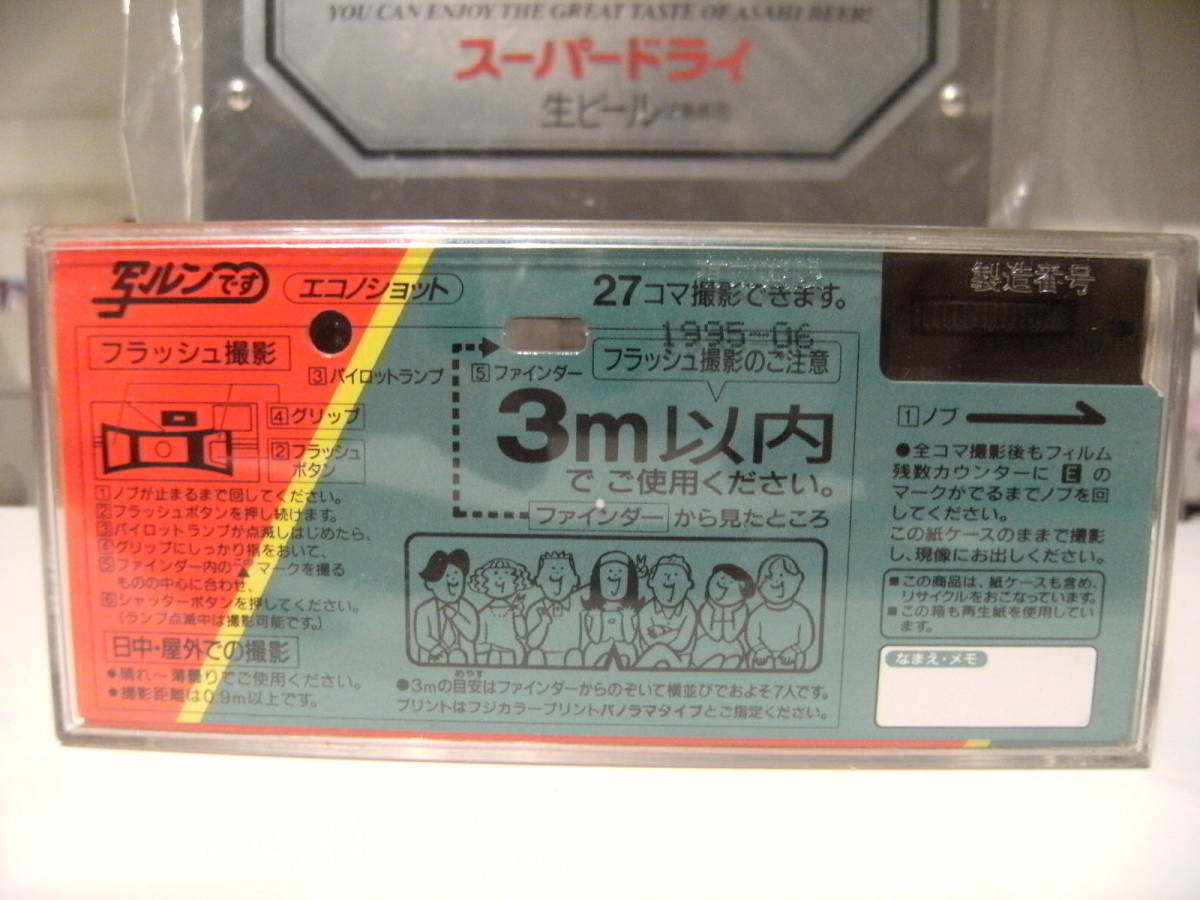 YOU CAN ENJOY THE GREAT TASTE OF ASAHI BEER!
スーパードライ
生ビール
写ルンです
エコノショット
27コマ撮影できます。
製造番号
1995-06
フラッシュ撮影
3 パイロットランプ
5 ファインダー
フラッシュ撮影のご注意
4 グリップ
2 フラッシュ
ボタン
3m以内
で ご使用ください。
ファインダー から見たところ
1 ノブが止まるまで回してください。
2 フラッシュボタンを押し続けます。
3 パイロットランプが点滅しはじめたら、
4 グリップにしっかり指をおいて、
5 ファインダー内のこの▲マークを撮る
ものの中心に合わせ、
6 シャッターボタンを押してください。
(ランプ点滅中は撮影可能です。)
日中・屋外での撮影
●晴れ〜薄曇りでご使用ください。
●撮影距離は0.9m以上です。
めやす
●3mの目安はファインダーからのぞいて横並びでおよそ7人です。
プリントはフジカラープリントパノラマタイプとご指定ください。
1 ノブ
●全コマ撮影後もフィルム
残数カウンターに E の
マークがでるまでノブを回
してください。
この紙ケースのままで撮影
し、現像にお出しください。
■この商品は、紙ケースも含め、
リサイクルをおこなっています。
■この箱も再生紙を使用してい
ます。
なまえ・メモ